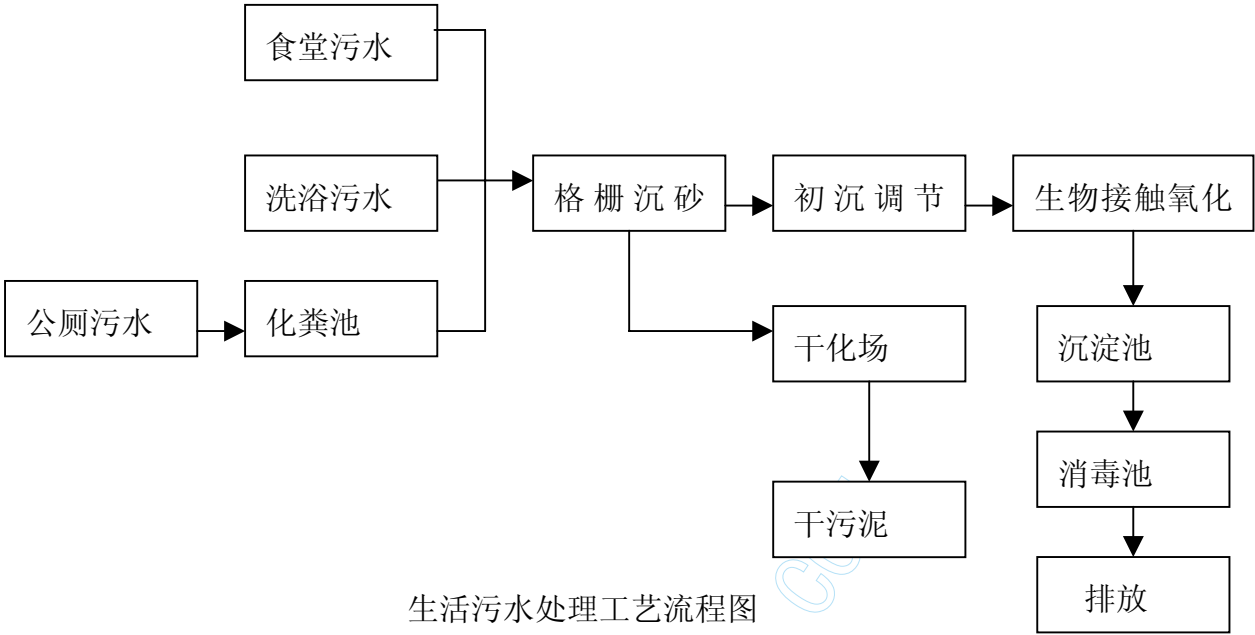 食堂污水
洗浴污水
格栅沉砂
初沉调节
生物接触氧化
公厕污水
化粪池
干化场
沉淀池
消毒池
干污泥
排放
生活污水处理工艺流程图